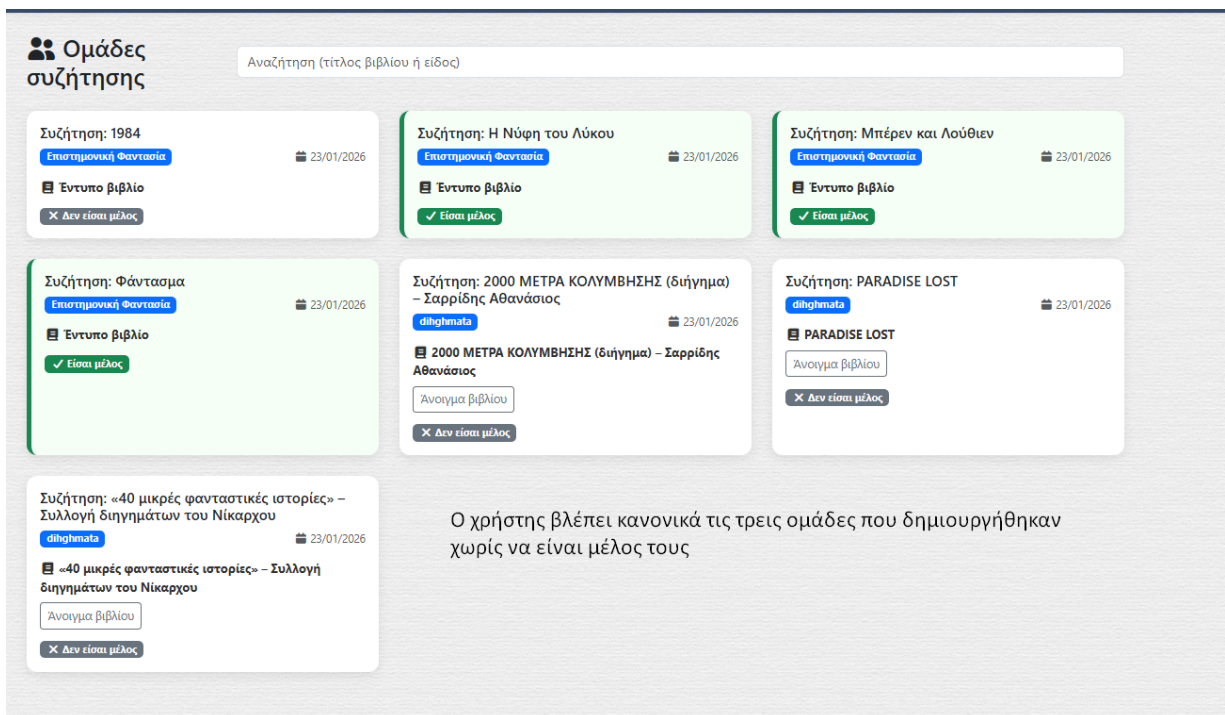 Ομάδες
συζήτησης
Αναζήτηση (τίτλος βιβλίου ή είδος)
Συζήτηση: 1984
Επιστημονική Φαντασία
23/01/2026
Έντυπο βιβλίο
Δεν είσαι μέλος
Συζήτηση: Η Νύφη του Λύκου
Επιστημονική Φαντασία
23/01/2026
Έντυπο βιβλίο
Είσαι μέλος
Συζήτηση: Μπέρεν και Λούθιεν
Επιστημονική Φαντασία
23/01/2026
Έντυπο βιβλίο
Είσαι μέλος
Συζήτηση: Φάντασμα
Επιστημονική Φαντασία
23/01/2026
Έντυπο βιβλίο
Είσαι μέλος
Συζήτηση: 2000 ΜΕΤΡΑ ΚΟΛΥΜΒΗΣΗΣ (διήγημα)
– Σαρρίδης Αθανάσιος
dihghmata
23/01/2026
2000 ΜΕΤΡΑ ΚΟΛΥΜΒΗΣΗΣ (διήγημα) – Σαρρίδης
Αθανάσιος
Άνοιγμα βιβλίου
Δεν είσαι μέλος
Συζήτηση: PARADISE LOST
dihghmata
23/01/2026
PARADISE LOST
Άνοιγμα βιβλίου
Δεν είσαι μέλος
Συζήτηση: «40 μικρές φανταστικές ιστορίες» –
Συλλογή διηγημάτων του Νίκαρχου
dihghmata
23/01/2026
«40 μικρές φανταστικές ιστορίες» – Συλλογή
διηγημάτων του Νίκαρχου
Άνοιγμα βιβλίου
Δεν είσαι μέλος
Ο χρήστης βλέπει κανονικά τις τρεις ομάδες που δημιουργήθηκαν
χωρίς να είναι μέλος τους